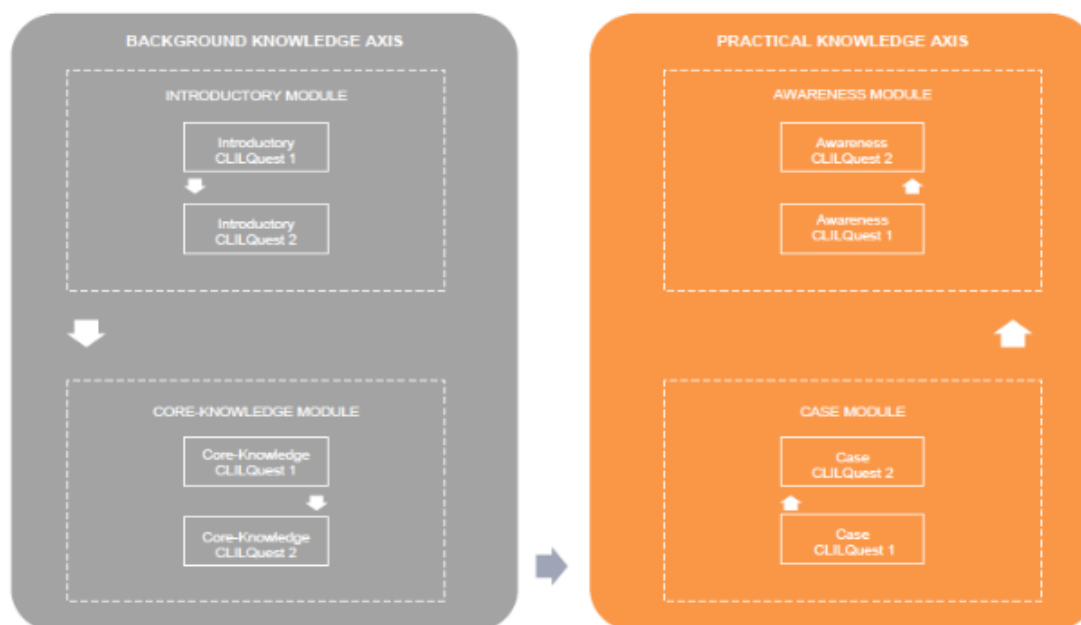 BACKGROUND KNOWLEDGE AXIS
INTRODUCTORY MODULE
Introductory
CLILQuest 1
Introductory
CLILQuest 2
CORE-KNOWLEDGE MODULE
Core-Knowledge
CLILQuest 1
Core-Knowledge
CLILQuest 2
PRACTICAL KNOWLEDGE AXIS
AWARENESS MODULE
Awareness
CLILQuest 2
Awareness
CLILQuest 1
CASE MODULE
Case
CLILQuest 2
Case
CLILQuest 1